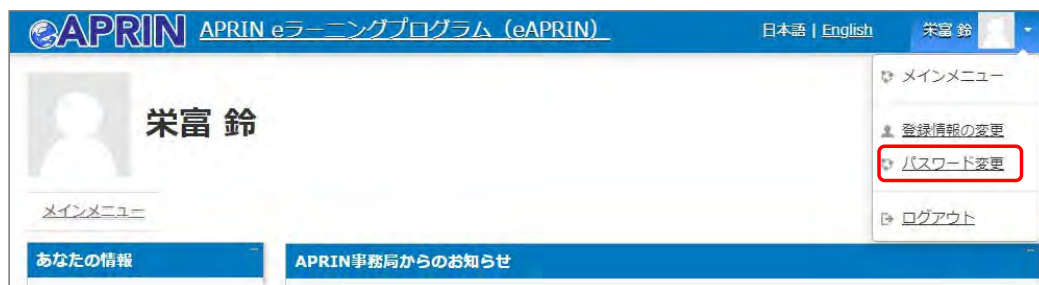 eAPRIN APRIN eラーニングプログラム（eAPRIN） 日本語 | English 栄富 鈴
メインメニュー
栄富 鈴
登録情報の変更
パスワード変更
メインメニュー
ログアウト
あなたの情報 APRIN事務局からのお知らせ